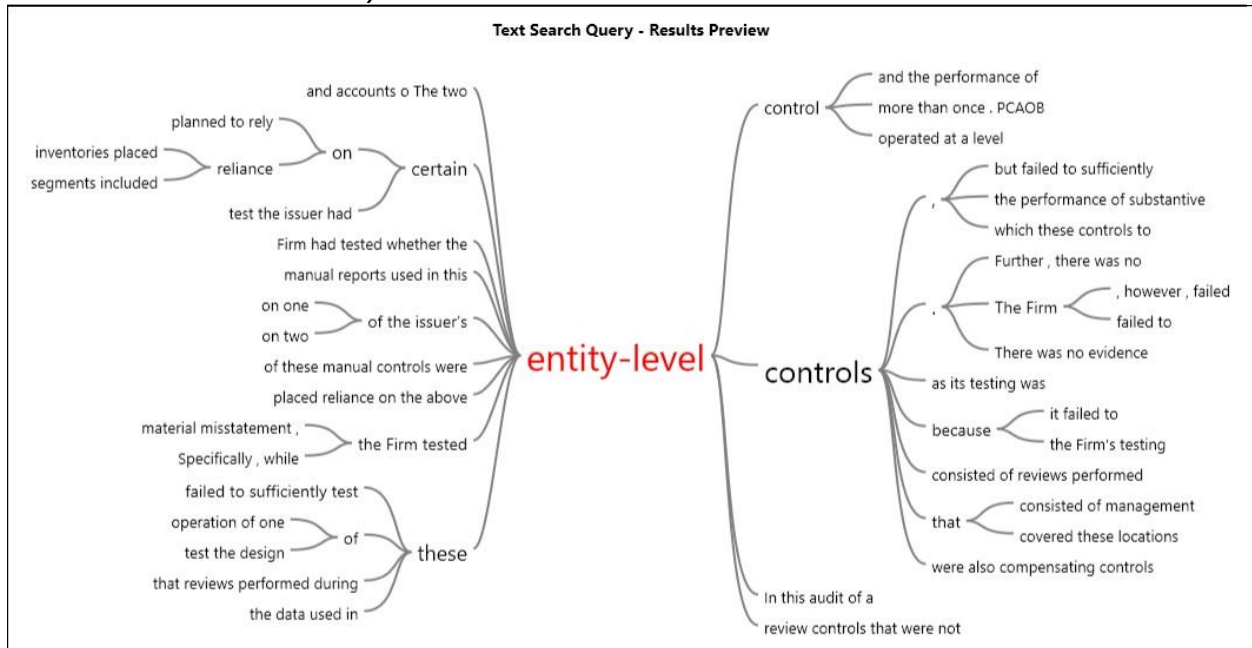 Text Search Query - Results Preview
and accounts o The two
planned to rely
inventories placed
segments included
reliance
on
certain
test the issuer had
Firm had tested whether the
manual reports used in this
on one
on two
of the issuer's
of these manual controls were
placed reliance on the above
material misstatement ,
Specifically , while
the Firm tested
failed to sufficiently test
operation of one
test the design
of
these
that reviews performed during
the data used in
entity-level
control
and the performance of
more than once . PCAOB
operated at a level
controls
,
but failed to sufficiently
the performance of substantive
which these controls to
.
Further , there was no
The Firm
, however , failed
failed to
There was no evidence
as its testing was
because
it failed to
the Firm's testing
consisted of reviews performed
that
consisted of management
covered these locations
were also compensating controls
In this audit of a
review controls that were not